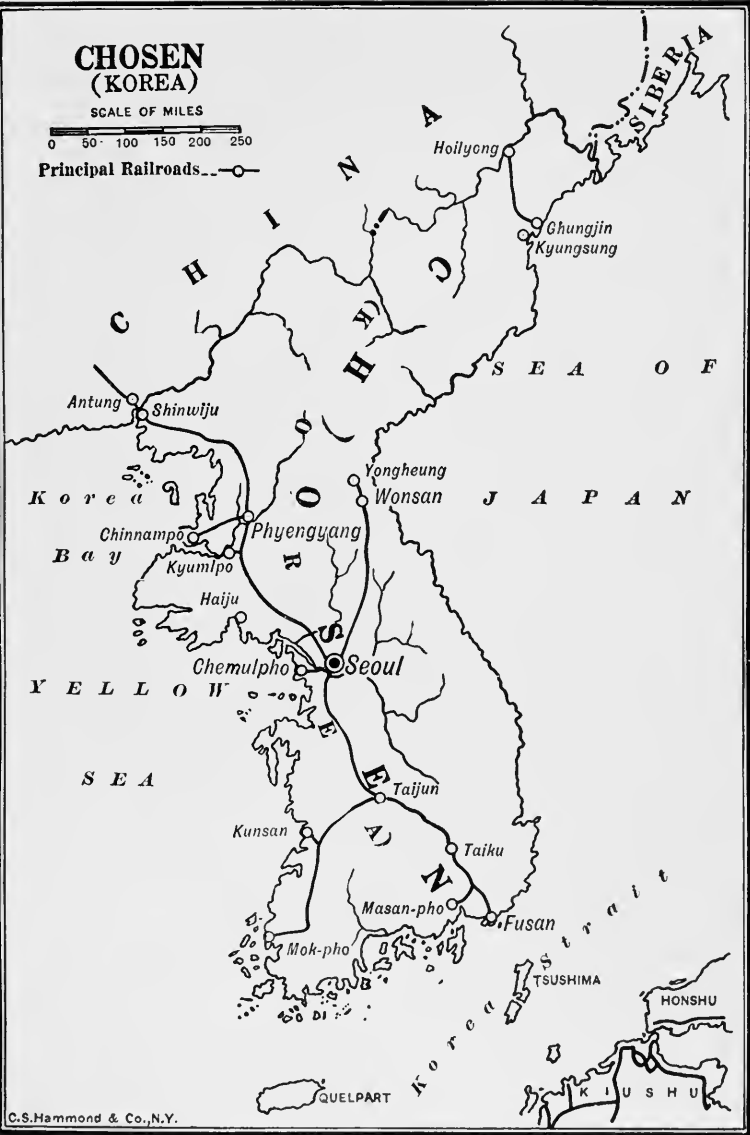 CHOSEN
(KOREA)
SCALE OF MILES
0 50 100 150 200 250
Principal Railroads
CHINA
SIBERIA
Hoilyong
Ghungjin
Kyungsung
CHOSEN
(KOREA)
SEA OF
JAPAN
Antung
Shinwiju
Yongheung
Wonsan
Korea
Bay
Chinnampo
Phyengyang
Kyumlpo
Haiju
Chemulpho
Seoul
YELLOW
SEA
Taijun
Kunsan
Taiku
Masan-pho
Fusan
Mok-pho
Korea Strait
TSUSHIMA
HONSHU
KIUSHU
QUELPART
C.S.Hammond & Co.,N.Y.